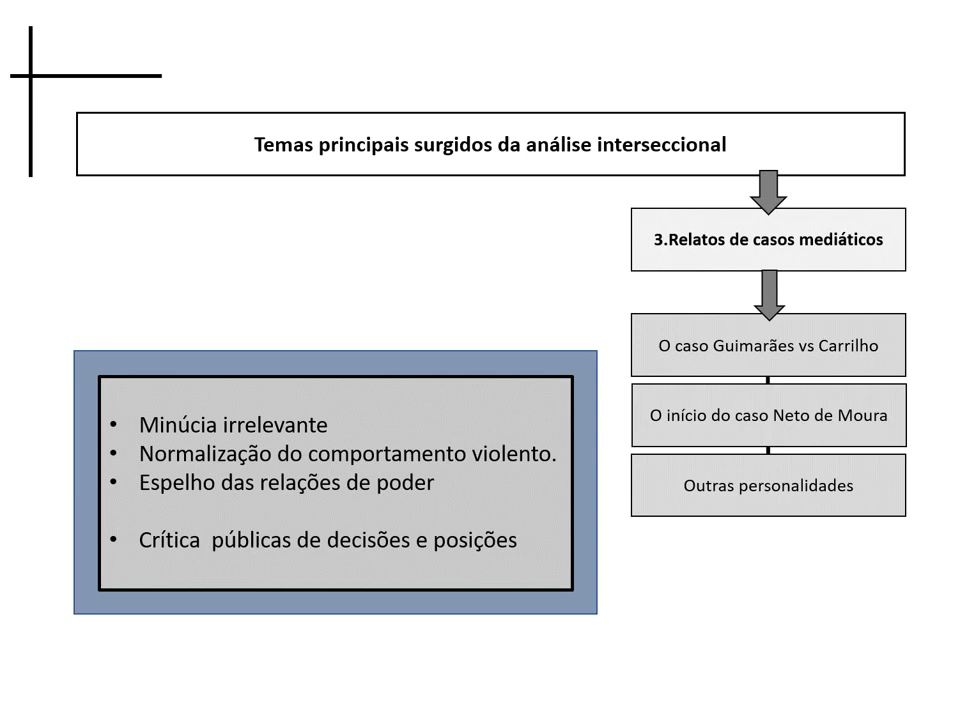 Temas principais surgidos da análise interseccional
3.Relatos de casos mediáticos
O caso Guimarães vs Carrilho
O início do caso Neto de Moura
Outras personalidades
• Minúcia irrelevante
• Normalização do comportamento violento.
• Espelho das relações de poder
• Crítica  públicas de decisões e posições